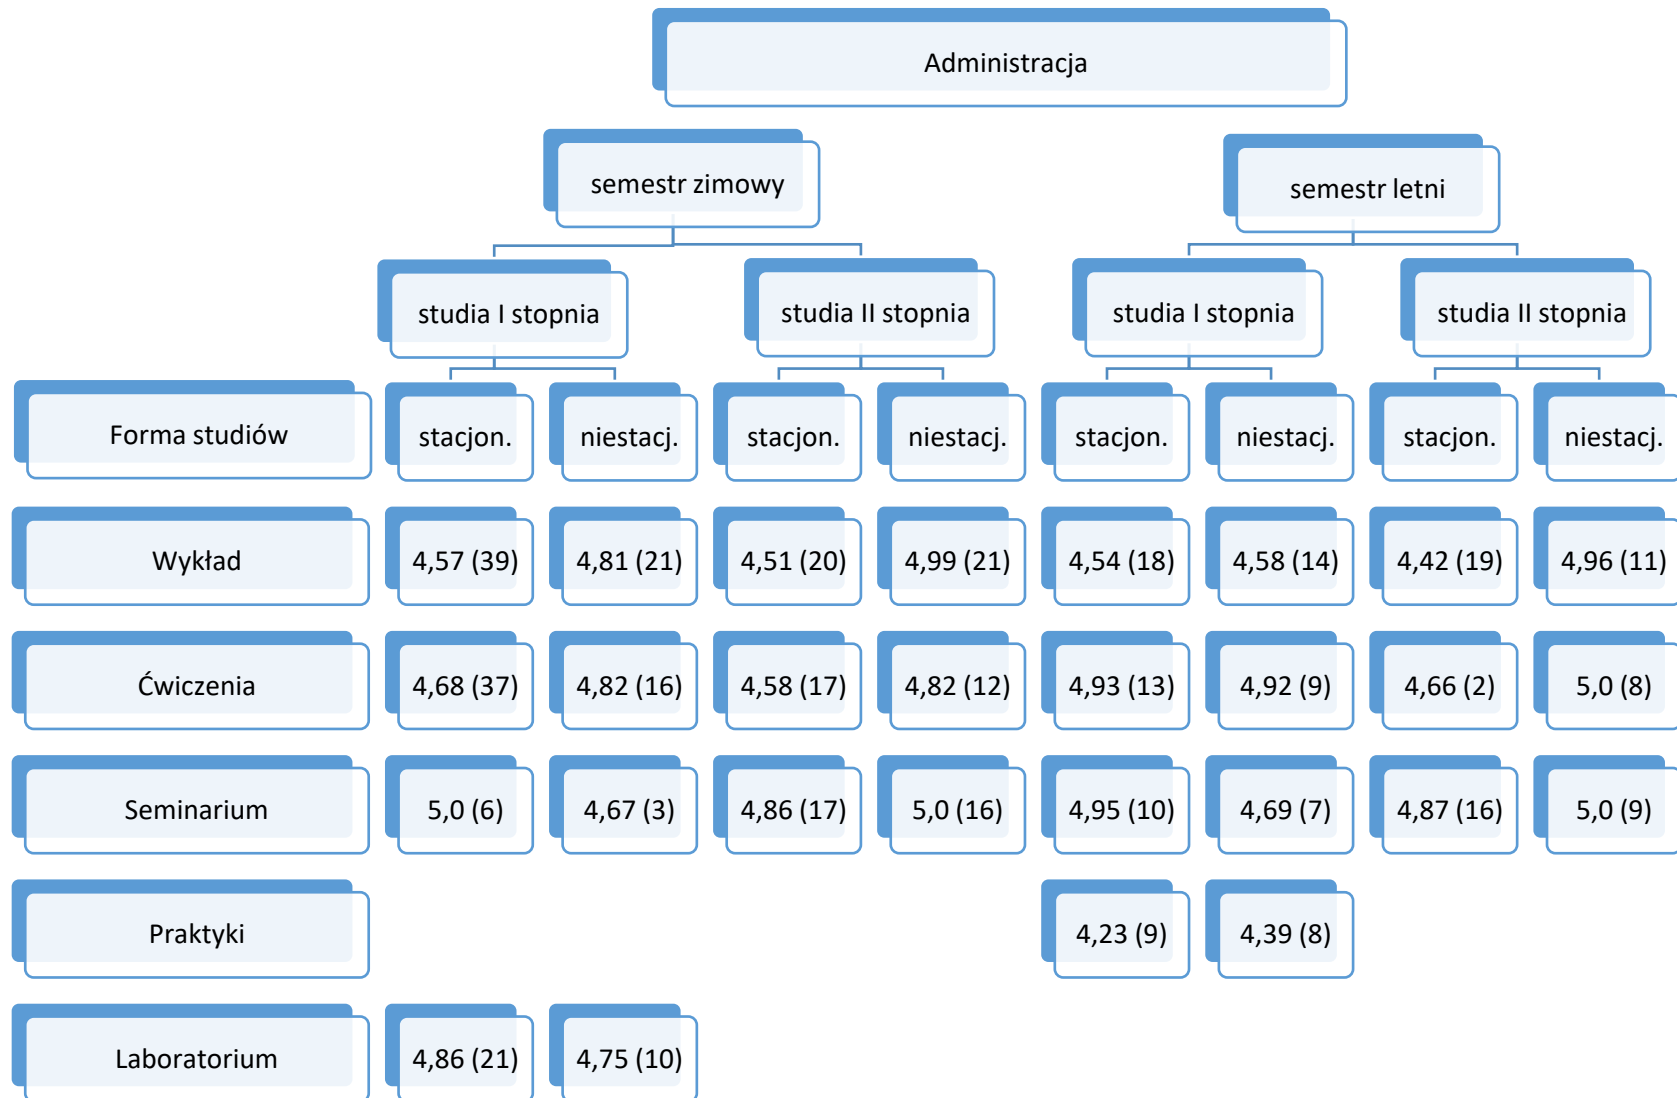 Administracja
semestr zimowy
semestr letni
studia I stopnia
studia II stopnia
studia I stopnia
studia II stopnia
Forma studiów
stacjon.
niestacj.
stacjon.
niestacj.
stacjon.
niestacj.
stacjon.
niestacj.
Wykład
4,57 (39)
4,81 (21)
4,51 (20)
4,99 (21)
4,54 (18)
4,58 (14)
4,42 (19)
4,96 (11)
Ćwiczenia
4,68 (37)
4,82 (16)
4,58 (17)
4,82 (12)
4,93 (13)
4,92 (9)
4,66 (2)
5,0 (8)
Seminarium
5,0 (6)
4,67 (3)
4,86 (17)
5,0 (16)
4,95 (10)
4,69 (7)
4,87 (16)
5,0 (9)
Praktyki
4,23 (9)
4,39 (8)
Laboratorium
4,86 (21)
4,75 (10)